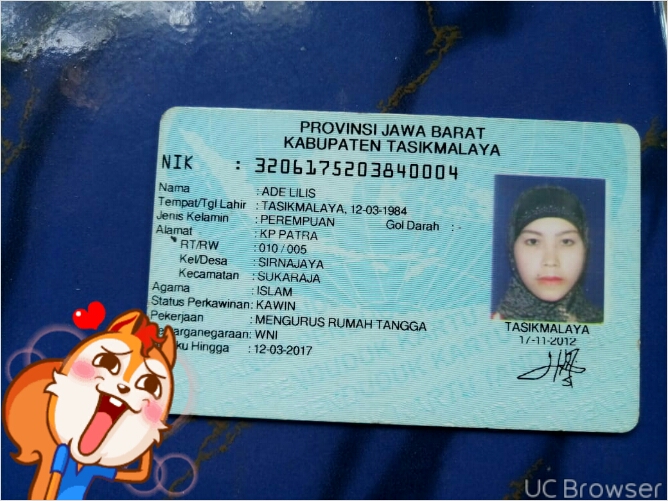 PROVINSI JAWA BARAT
KABUPATEN TASIKMALAYA
NIK : 3206175203840004
Nama : ADE LILIS
Tempat/Tgl Lahir : TASIKMALAYA, 12-03-1984
Jenis Kelamin : PEREMPUAN Gol Darah : -
Alamat : KP PATRA
RT/RW : 010 / 005
Kel/Desa : SIRNAJAYA
Kecamatan : SUKARAJA
Agama : ISLAM
Status Perkawinan: KAWIN
Pekerjaan : MENGURUS RUMAH TANGGA
arganegaraan: WNI
ku Hingga : 12-03-2017
TASIKMALAYA
17-11-2012
UC Browser